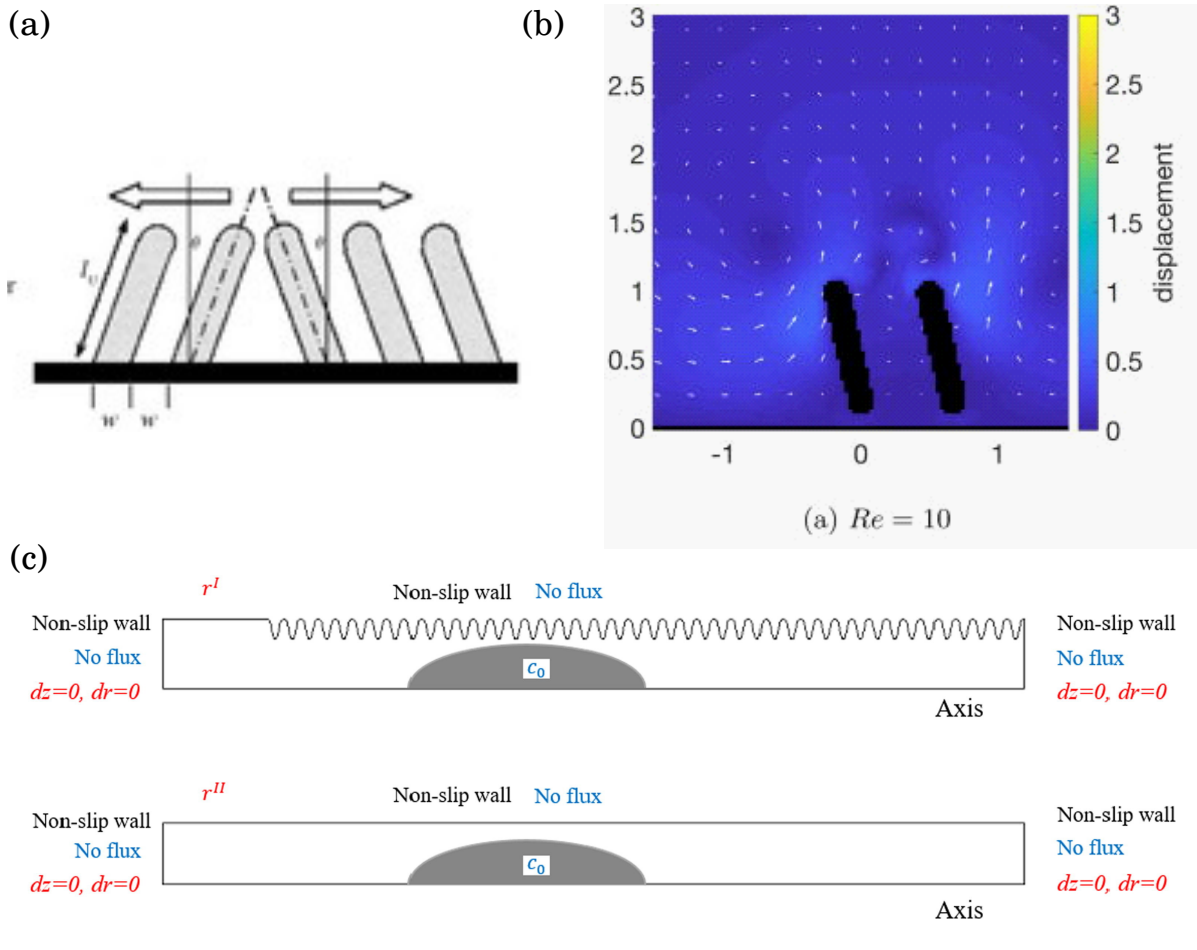 (a)
(b)
θ
θ
w
w
3
2.5
2
1.5
1
0.5
0
-1
0
1
3
2.5
2
1.5
1
0.5
0
displacement
(a) Re = 10
(c)
r^I
Non-slip wall No flux
Non-slip wall
No flux
dz=0, dr=0
c₀
Non-slip wall
No flux
dz=0, dr=0
Axis
r^II
Non-slip wall No flux
Non-slip wall
No flux
dz=0, dr=0
c₀
Non-slip wall
No flux
dz=0, dr=0
Axis